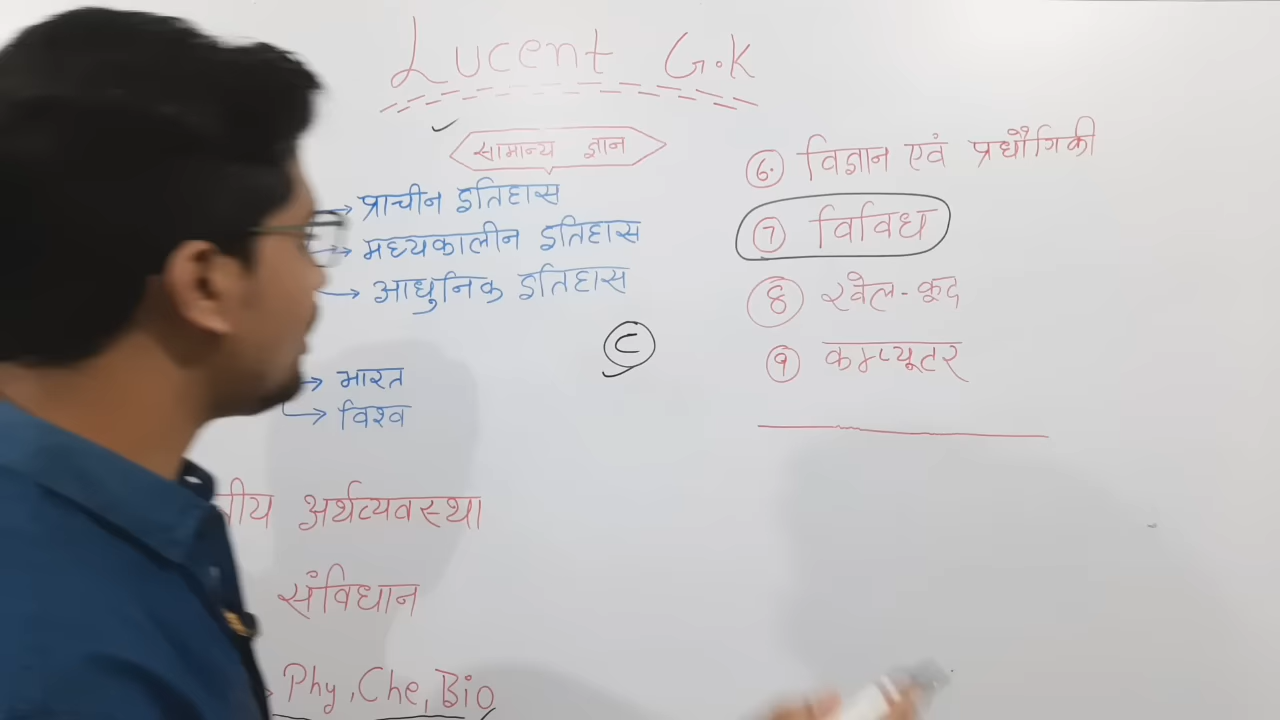 Lucent G.K
सामान्य ज्ञान
प्राचीन इतिहास
मध्यकालीन इतिहास
आधुनिक इतिहास
C
भारत
विश्व
ीय अर्थव्यवस्था
संविधान
Phy, Che, Bio
6. विज्ञान एवं प्रधौगिकी
7 विविध
8 खेल-कूद
9 कम्प्यूटर